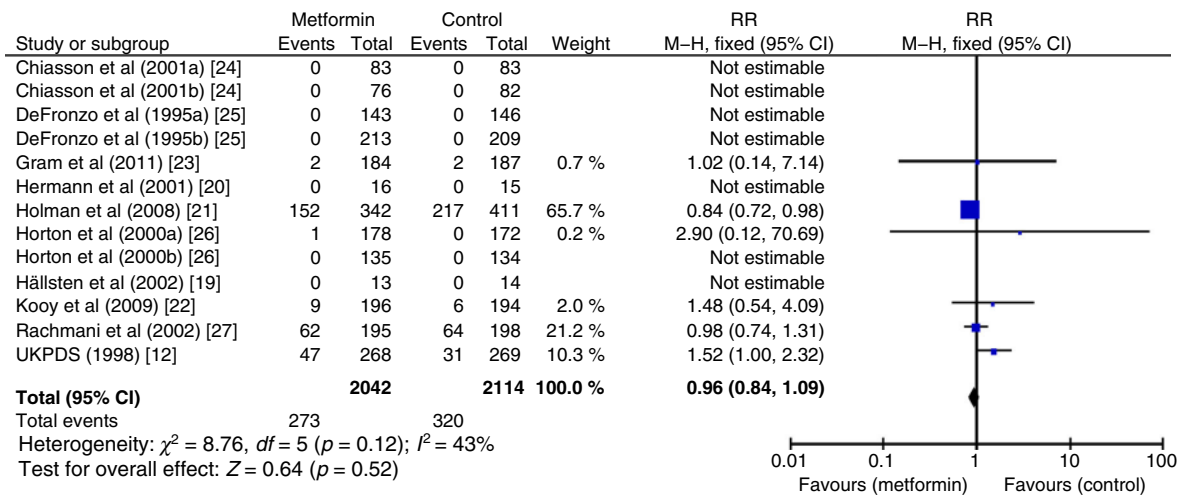 Metformin Control RR RR
Study or subgroup Events Total Events Total Weight M–H, fixed (95% CI) M–H, fixed (95% CI)
Chiasson et al (2001a) [24] 0 83 0 83 Not estimable
Chiasson et al (2001b) [24] 0 76 0 82 Not estimable
DeFronzo et al (1995a) [25] 0 143 0 146 Not estimable
DeFronzo et al (1995b) [25] 0 213 0 209 Not estimable
Gram et al (2011) [23] 2 184 2 187 0.7 % 1.02 (0.14, 7.14)
Hermann et al (2001) [20] 0 16 0 15 Not estimable
Holman et al (2008) [21] 152 342 217 411 65.7 % 0.84 (0.72, 0.98)
Horton et al (2000a) [26] 1 178 0 172 0.2 % 2.90 (0.12, 70.69)
Horton et al (2000b) [26] 0 135 0 134 Not estimable
Hällsten et al (2002) [19] 0 13 0 14 Not estimable
Kooy et al (2009) [22] 9 196 6 194 2.0 % 1.48 (0.54, 4.09)
Rachmani et al (2002) [27] 62 195 64 198 21.2 % 0.98 (0.74, 1.31)
UKPDS (1998) [12] 47 268 31 269 10.3 % 1.52 (1.00, 2.32)
Total (95% CI) 2042 2114 100.0 % 0.96 (0.84, 1.09)
Total events 273 320
Heterogeneity: χ² = 8.76, df = 5 (p = 0.12); I² = 43%
Test for overall effect: Z = 0.64 (p = 0.52)
0.01 0.1 1 10 100
Favours (metformin) Favours (control)